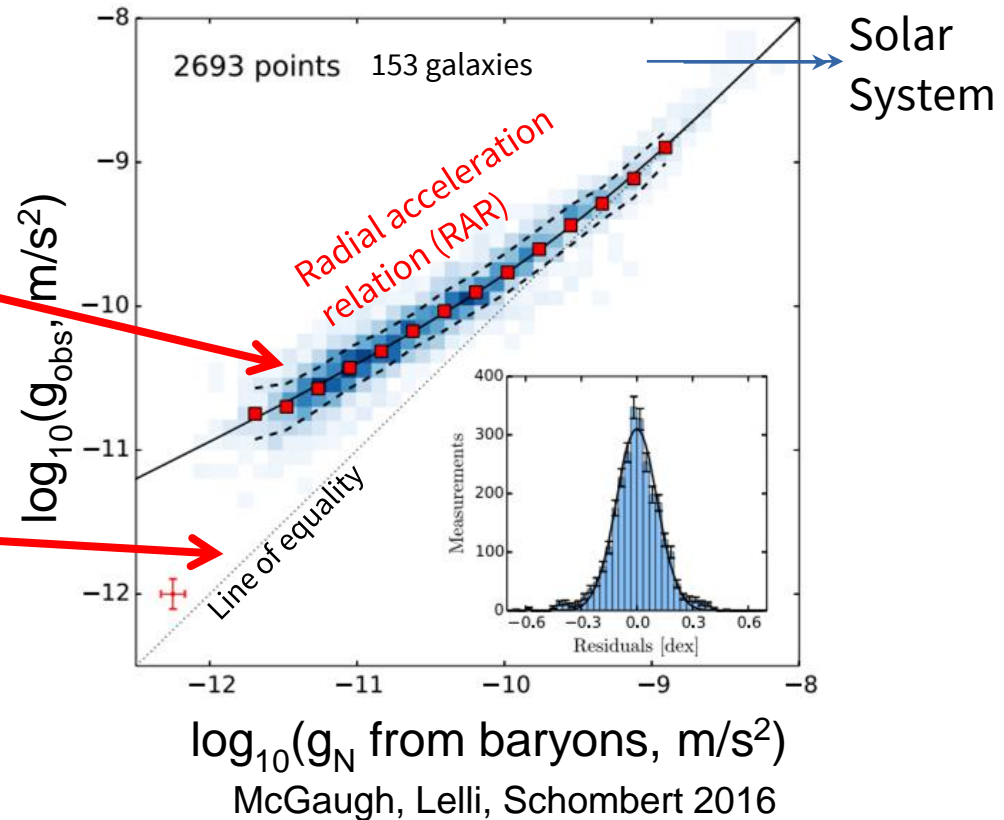 −8
2693 points 153 galaxies
Solar
System
−9
Radial acceleration
relation (RAR)
log₁₀(g_obs, m/s²)
−10
−11
−12
Line of equality
400
300
200
100
0
Measurements
−0.6 −0.3 0.0 0.3 0.6
Residuals [dex]
−12 −11 −10 −9 −8
log₁₀(g_N from baryons, m/s²)
McGaugh, Lelli, Schombert 2016